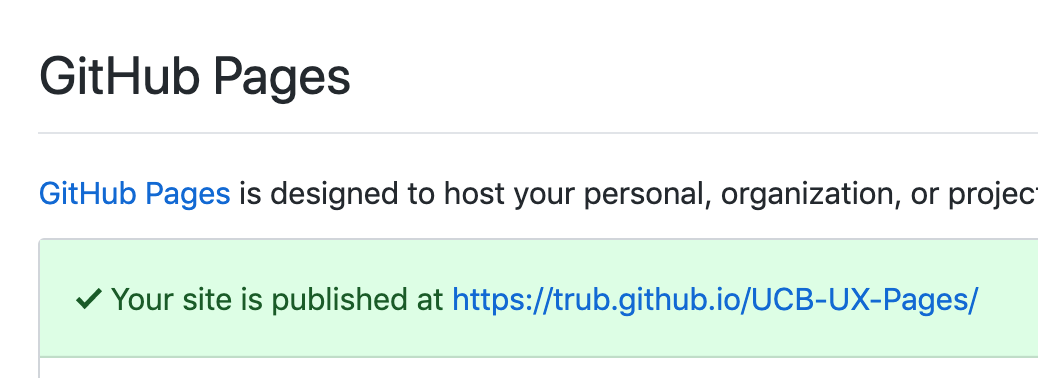 GitHub Pages
GitHub Pages is designed to host your personal, organization, or project
✔ Your site is published at https://trub.github.io/UCB-UX-Pages/